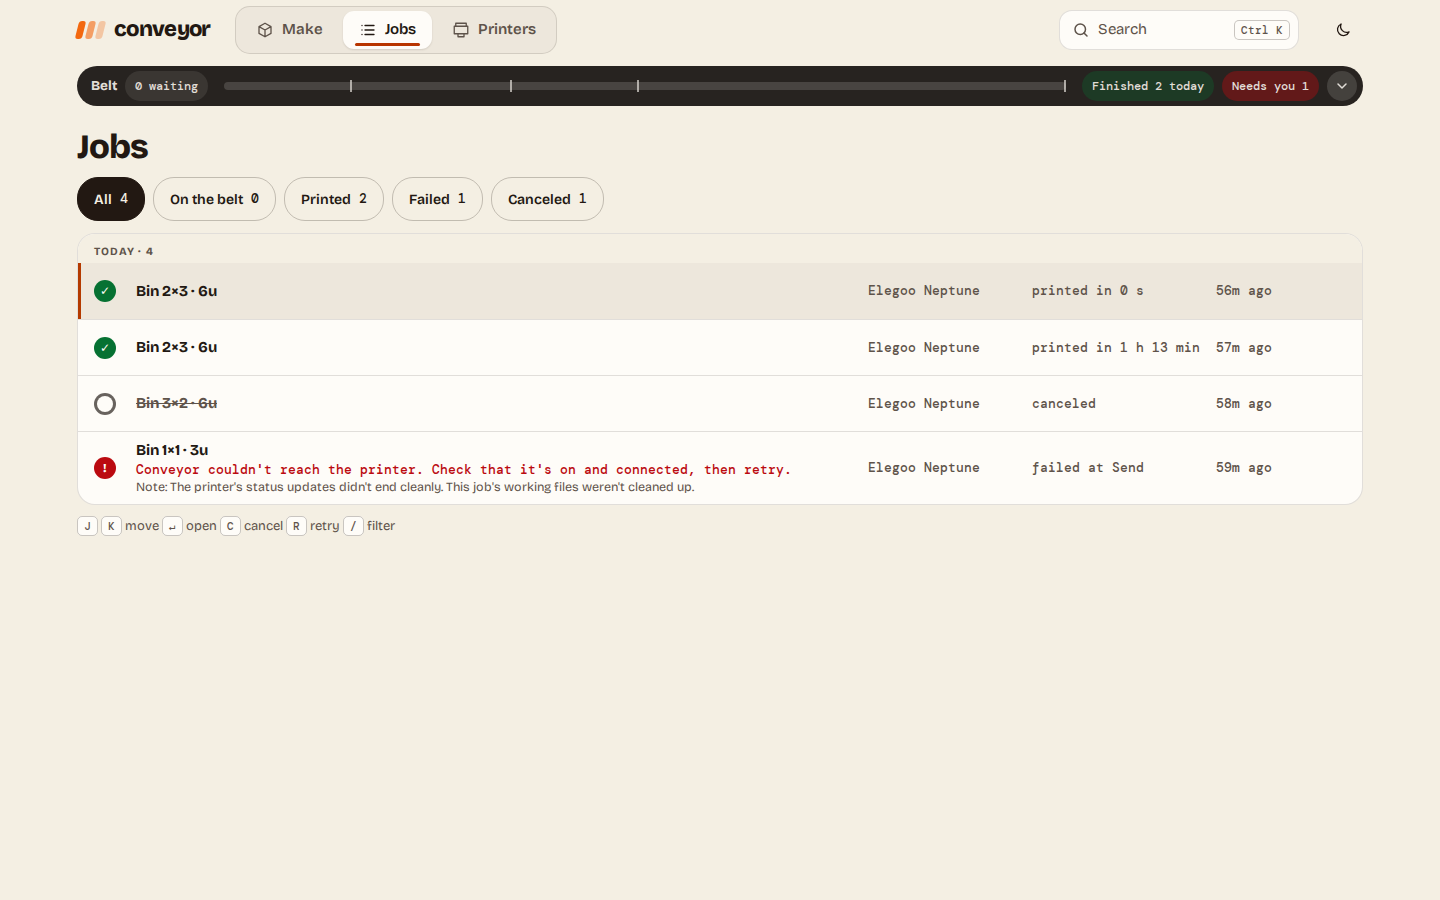 conveyor
Make
Jobs
Printers
Search
Ctrl K
Belt
0 waiting
Finished 2 today
Needs you 1
Jobs
All 4
On the belt 0
Printed 2
Failed 1
Canceled 1
TODAY · 4
✓ Bin 2×3 · 6u Elegoo Neptune printed in 0 s 56m ago
✓ Bin 2×3 · 6u Elegoo Neptune printed in 1 h 13 min 57m ago
Bin 3×2 · 6u Elegoo Neptune canceled 58m ago
Bin 1×1 · 3u
! Conveyor couldn't reach the printer. Check that it's on and connected, then retry. Elegoo Neptune failed at Send 59m ago
Note: The printer's status updates didn't end cleanly. This job's working files weren't cleaned up.
J K move ↵ open C cancel R retry / filter